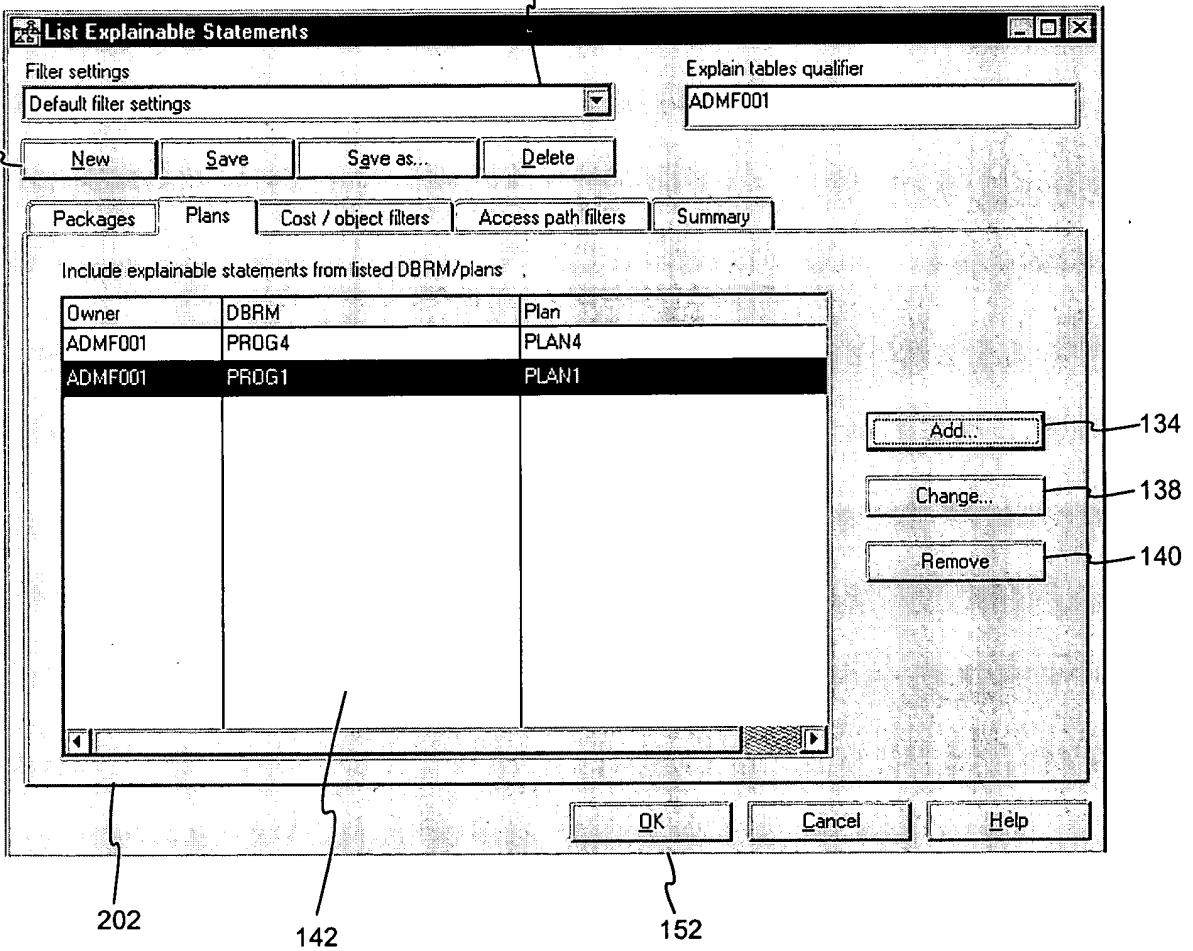 List Explainable Statements
Filter settings
Explain tables qualifier
Default filter settings
ADMF001
New Save Save as... Delete
Packages Plans Cost / object filters Access path filters Summary
Include explainable statements from listed DBRM/plans
Owner DBRM Plan
ADMF001 PROG4 PLAN4
ADMF001 PROG1 PLAN1
Add... 134
Change... 138
Remove 140
OK Cancel Help
202 142 152